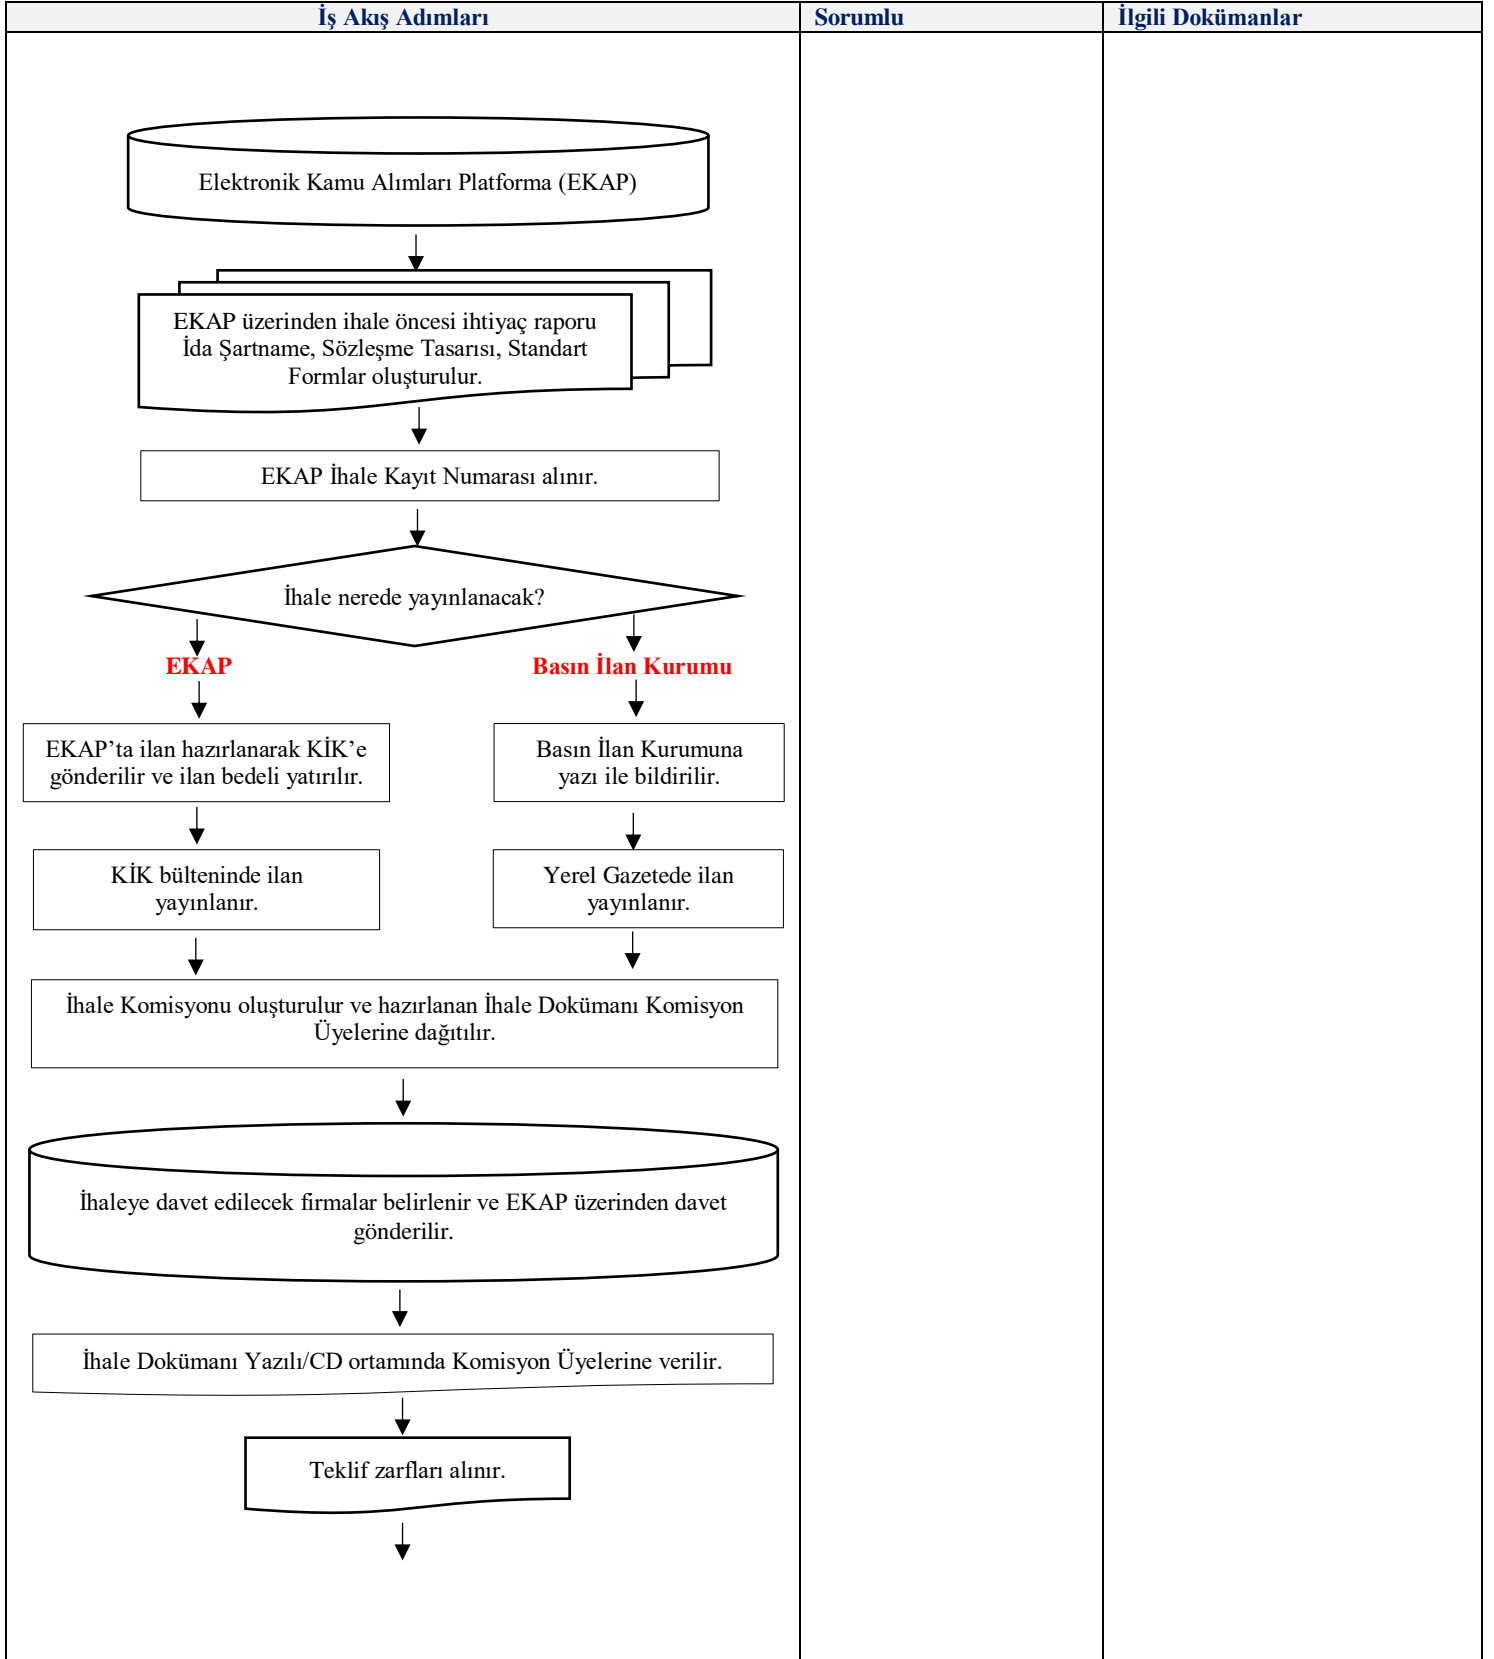 İş Akış Adımları
Sorumlu
İlgili Dokümanlar
Elektronik Kamu Alımları Platforma (EKAP)
EKAP üzerinden ihale öncesi ihtiyaç raporu
İda Şartname, Sözleşme Tasarısı, Standart
Formlar oluşturulur.
EKAP İhale Kayıt Numarası alınır.
İhale nerede yayınlanacak?
EKAP
Basın İlan Kurumu
EKAP’ta ilan hazırlanarak KİK’e
gönderilir ve ilan bedeli yatırılır.
Basın İlan Kurumuna
yazı ile bildirilir.
KİK bülteninde ilan
yayınlanır.
Yerel Gazetede ilan
yayınlanır.
İhale Komisyonu oluşturulur ve hazırlanan İhale Dokümanı Komisyon
Üyelerine dağıtılır.
İhaleye davet edilecek firmalar belirlenir ve EKAP üzerinden davet
gönderilir.
İhale Dokümanı Yazılı/CD ortamında Komisyon Üyelerine verilir.
Teklif zarfları alınır.